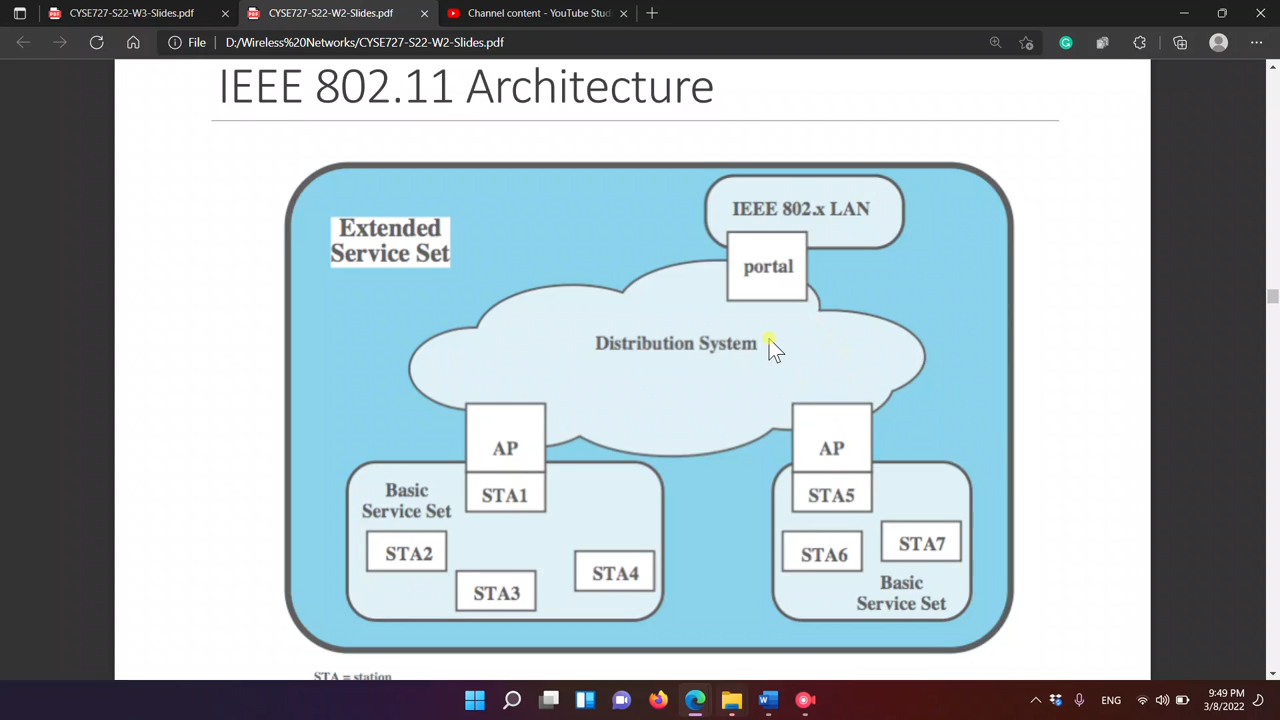 CYSE727-S22-W3-Slides.pdf
CYSE727-S22-W2-Slides.pdf
Channel content - YouTube Stud
File
D:/Wireless%20Networks/CYSE727-S22-W2-Slides.pdf
IEEE 802.11 Architecture
IEEE 802.x LAN
Extended
Service Set
portal
Distribution System
AP
AP
Basic
Service Set
STA1
STA5
STA2
STA3
STA4
STA6
STA7
Basic
Service Set
STA = station
ENG
9:49 PM
3/8/2022